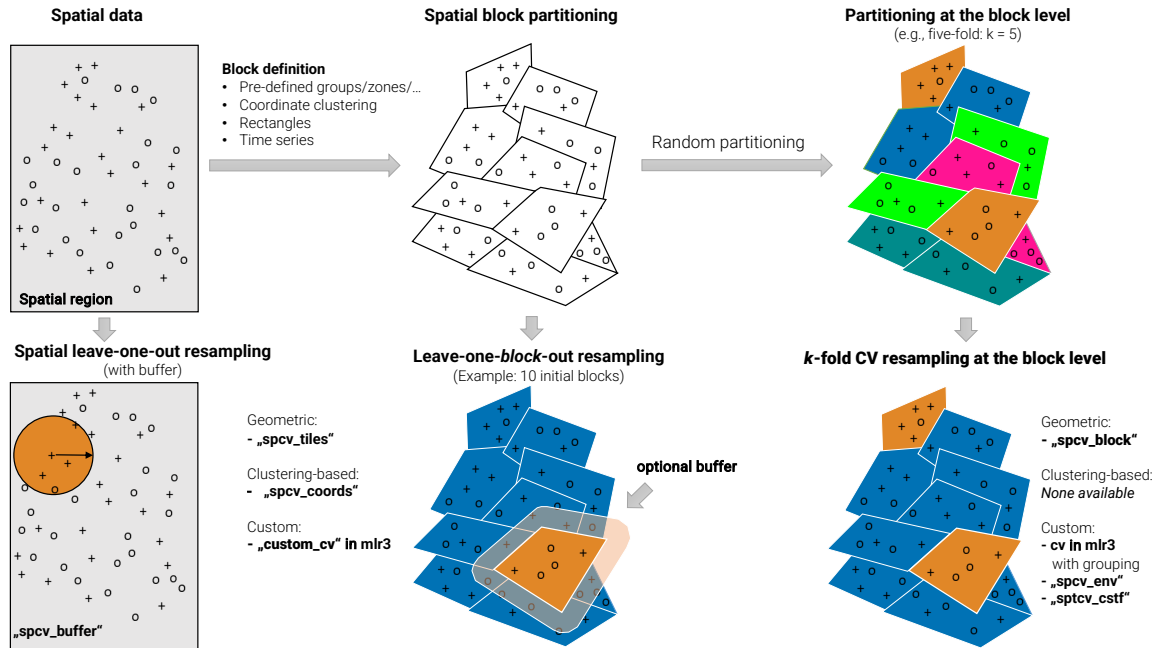 Spatial data
Spatial block partitioning
Partitioning at the block level
(e.g., five-fold: k = 5)
Block definition
• Pre-defined groups/zones/...
• Coordinate clustering
• Rectangles
• Time series
Random partitioning
Spatial region
Spatial leave-one-out resampling
(with buffer)
Leave-one-block-out resampling
(Example: 10 initial blocks)
k-fold CV resampling at the block level
Geometric:
- „spcv_tiles“
Clustering-based:
- „spcv_coords“
Custom:
- „custom_cv“ in mlr3
optional buffer
Geometric:
- „spcv_block“
Clustering-based:
None available
Custom:
- cv in mlr3
with grouping
- „spcv_env“
- „sptcv_cstf“
„spcv_buffer“